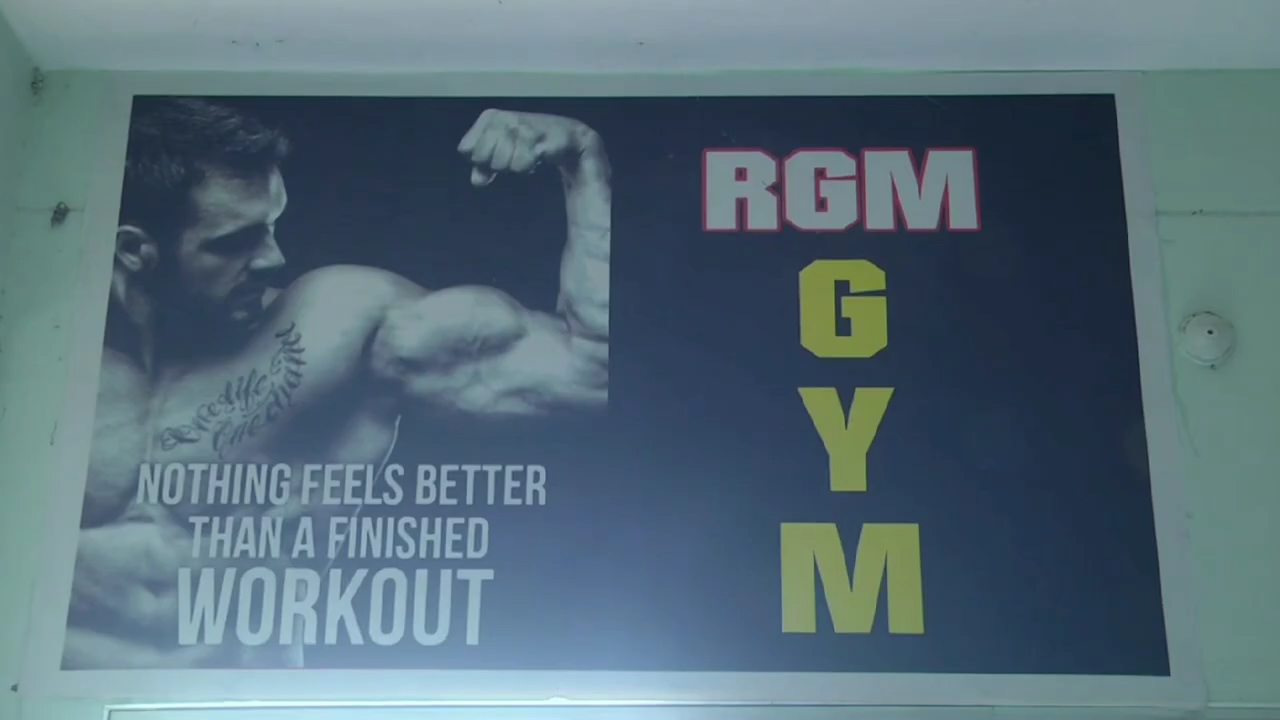 NOTHING FEELS BETTER
THAN A FINISHED
WORKOUT
RGM
G
Y
M